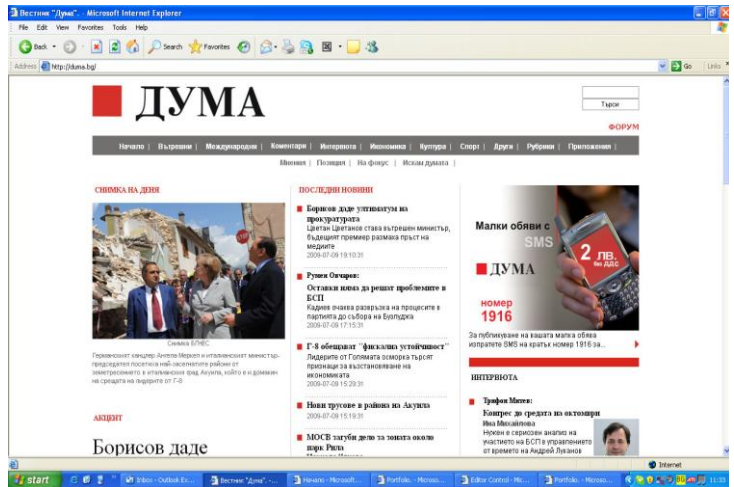 Вестник "Дума". - Microsoft Internet Explorer
File Edit View Favorites Tools Help
Back Search Favorites
Address http://duma.bg/ Go Links
ДУМА
Търси
ФОРУМ
Начало | Вътрешни | Международни | Коментари | Интервюта | Икономика | Култура | Спорт | Други | Рубрики | Приложения |
Мнения | Позиция | На фокус | Искам думата |
СНИМКА НА ДЕНЯ
Снимка БГНЕС
Германският канцлер Ангела Меркел и италианският министър-
председател посетиха най-засегнатите райони от
земетресението в италианския град Акуила, който е и домакин
на срещата на лидерите от Г-8
АКЦЕНТ
Борисов даде
ПОСЛЕДНИ НОВИНИ
Борисов даде ултиматум на
прокуратурата
Цветан Цветанов става вътрешен министър,
бъдещият премиер размаха пръст на
медиите
2009-07-09 19:10:31
Румен Овчаров:
Оставки няма да решат проблемите в
БСП
Кадиев очаква развръзка на процесите в
партията до събора на Бузлуджа
2009-07-09 17:15:31
Г-8 обещават "фискална устойчивост"
Лидерите от Голямата осморка търсят
признаци за възстановяване на
икономиката
2009-07-09 15:29:31
Нови трусове в района на Акуила
2009-07-09 15:19:31
МОСВ загуби дело за зоната около
парк Рила
Малки обяви с
SMS
2 ЛВ.
без ДДС
ДУМА
номер
1916
За публикуване на вашата малка обява
изпратете SMS на кратък номер 1916 за...
ИНТЕРВЮТА
Трифон Митев:
Конгрес до средата на октомври
Ива Михайлова
Нужен е сериозен анализ на
участието на БСП в управлението
от времето на Андрей Луканов
Internet
start
Inbox - Outlook Ex...
Вестник "Дума". -...
Начало - Microsoft...
Portfolio. - Microso...
Editor Control - Mic...
Portfolio. - Microso...
11:35